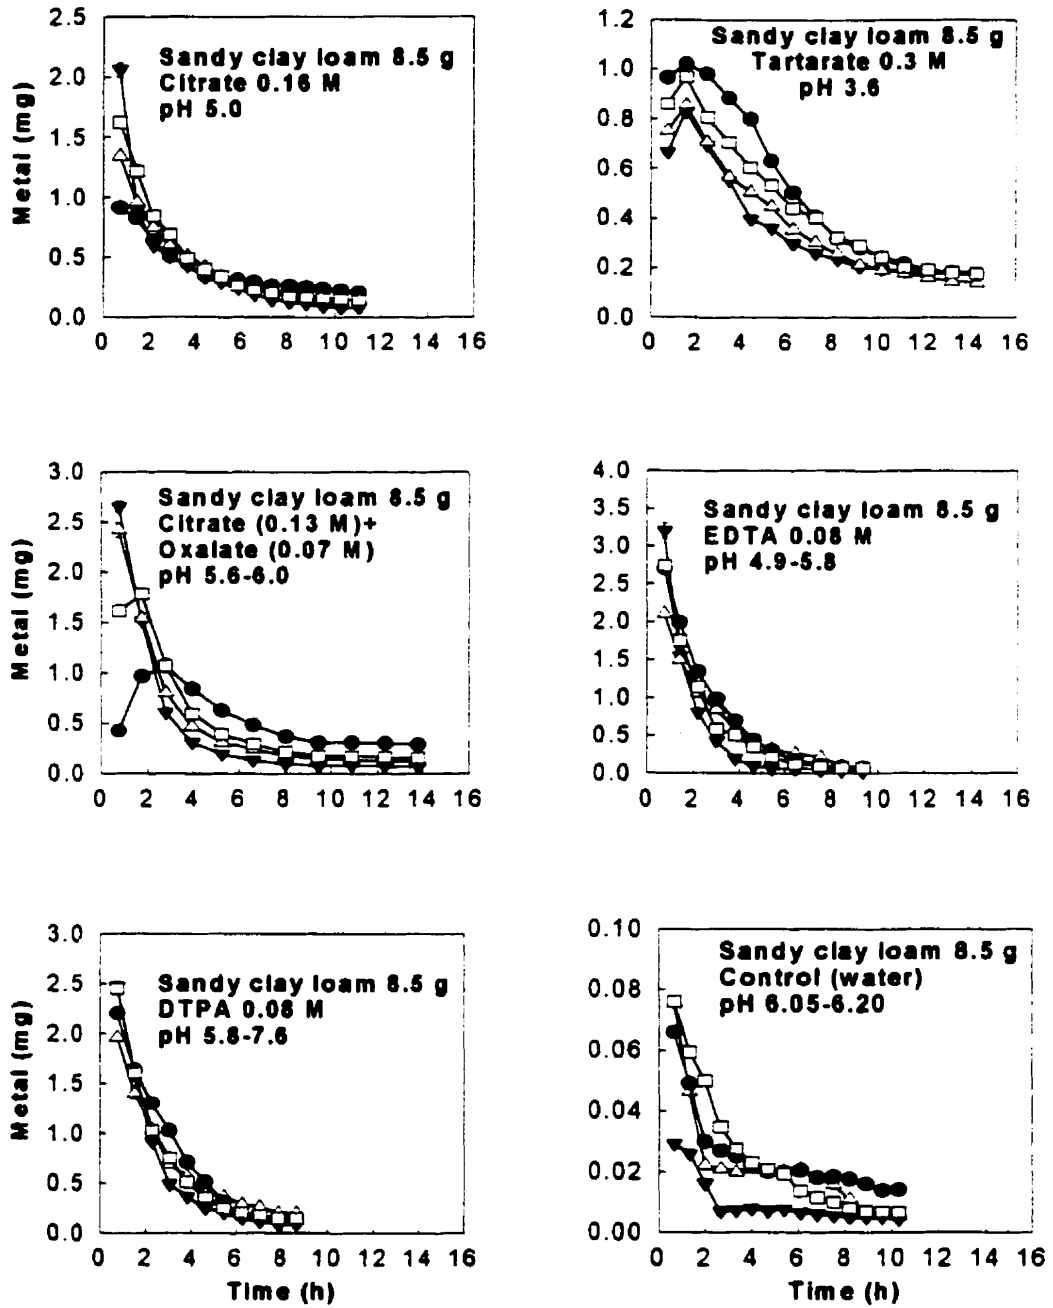 Sandy clay loam 8.5 g
Citrate 0.16 M
pH 5.0
Metal (mg)
2.5
2.0
1.5
1.0
0.5
0.0
0 2 4 6 8 10 12 14 16
Sandy clay loam 8.5 g
Tartarate 0.3 M
pH 3.6
1.2
1.0
0.8
0.6
0.4
0.2
0.0
0 2 4 6 8 10 12 14 16
Sandy clay loam 8.5 g
Citrate (0.13 M)+
Oxalate (0.07 M)
pH 5.6-6.0
Metal (mg)
3.0
2.5
2.0
1.5
1.0
0.5
0.0
0 2 4 6 8 10 12 14 16
Sandy clay loam 8.5 g
EDTA 0.08 M
pH 4.9-5.8
4.0
3.5
3.0
2.5
2.0
1.5
1.0
0.5
0.0
0 2 4 6 8 10 12 14 16
Sandy clay loam 8.5 g
DTPA 0.08 M
pH 5.8-7.6
Metal (mg)
3.0
2.5
2.0
1.5
1.0
0.5
0.0
0 2 4 6 8 10 12 14 16
Time (h)
Sandy clay loam 8.5 g
Control (water)
pH 6.05-6.20
0.10
0.08
0.06
0.04
0.02
0.00
0 2 4 6 8 10 12 14 16
Time (h)